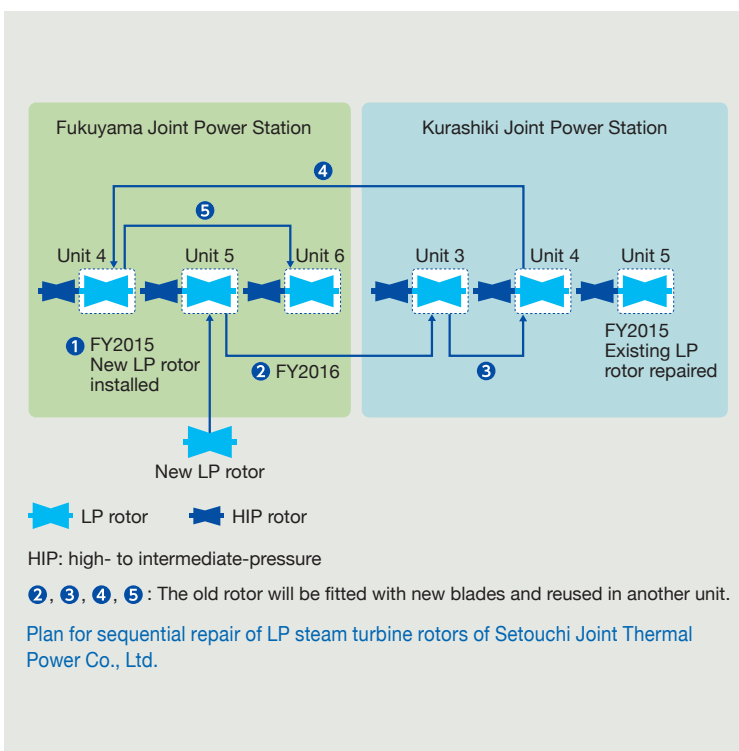 Fukuyama Joint Power Station
Kurashiki Joint Power Station
4
5
Unit 4
Unit 5
Unit 6
Unit 3
Unit 4
Unit 5
1 FY2015
New LP rotor
installed
2 FY2016
3
FY2015
Existing LP
rotor repaired
New LP rotor
LP rotor
HIP rotor
HIP: high- to intermediate-pressure
2, 3, 4, 5 : The old rotor will be fitted with new blades and reused in another unit.
Plan for sequential repair of LP steam turbine rotors of Setouchi Joint Thermal
Power Co., Ltd.